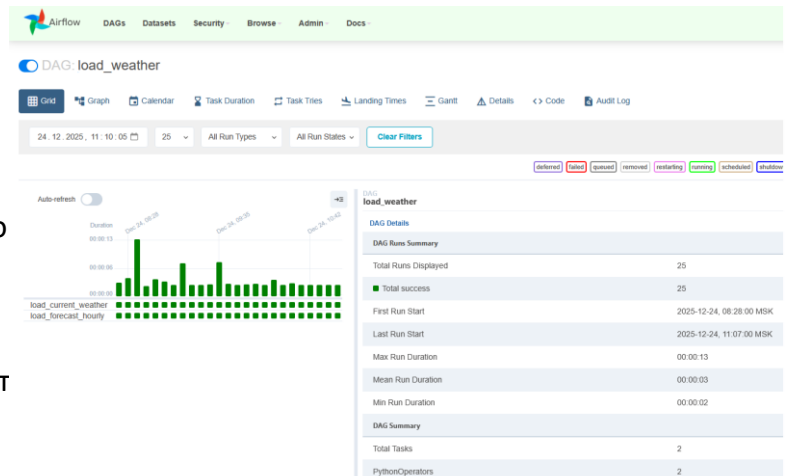 Airflow DAGs Datasets Security Browse Admin Docs
DAG: load_weather
Grid Graph Calendar Task Duration Task Tries Landing Times Gantt Details <> Code Audit Log
24.12.2025, 11:10:05 25 All Run Types All Run States Clear Filters
deferred failed queued removed restarting running scheduled shutdow
Auto-refresh
Duration
Dec 24, 08:28
Dec 24, 09:35
Dec 24, 10:42
00:00:13
00:00:06
00:00:00
load_current_weather
load_forecast_hourly
DAG
load_weather
DAG Details
DAG Runs Summary
Total Runs Displayed 25
Total success 25
First Run Start 2025-12-24, 08:28:00 MSK
Last Run Start 2025-12-24, 11:07:00 MSK
Max Run Duration 00:00:13
Mean Run Duration 00:00:03
Min Run Duration 00:00:02
DAG Summary
Total Tasks 2
PythonOperators 2